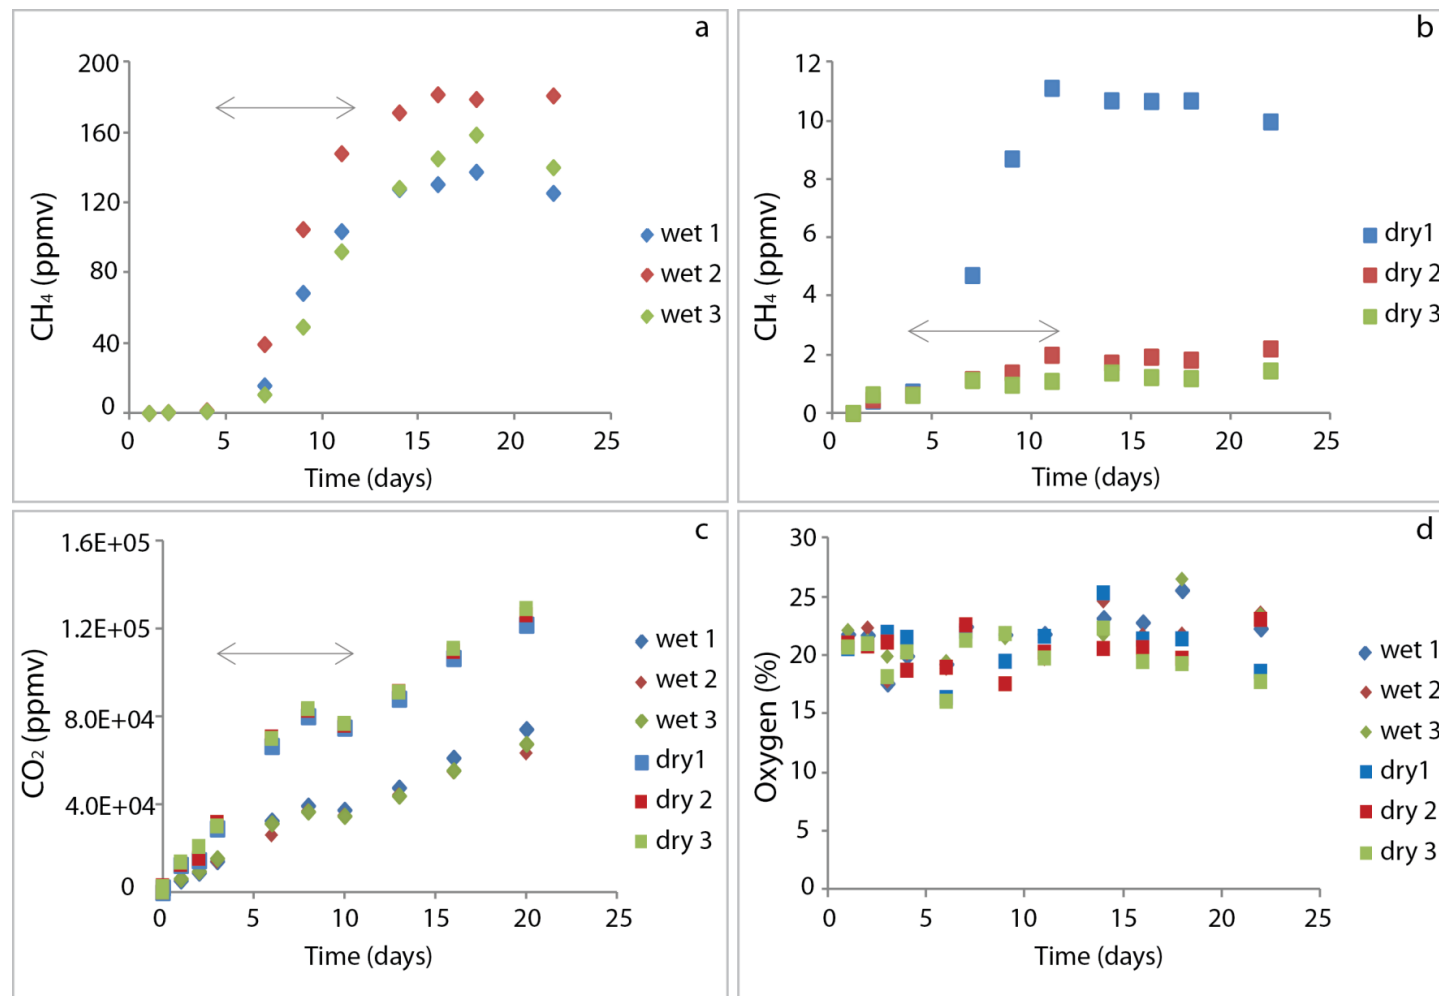 a
200
160
120
80
40
0
0 5 10 15 20 25
CH₄ (ppmv)
Time (days)
wet 1
wet 2
wet 3
b
12
10
8
6
4
2
0
0 5 10 15 20 25
CH₄ (ppmv)
Time (days)
dry1
dry 2
dry 3
c
1.6E+05
1.2E+05
8.0E+04
4.0E+04
0
0 5 10 15 20 25
CO₂ (ppmv)
Time (days)
wet 1
wet 2
wet 3
dry1
dry 2
dry 3
d
30
25
20
15
10
5
0
0 5 10 15 20 25
Oxygen (%)
Time (days)
wet 1
wet 2
wet 3
dry1
dry 2
dry 3